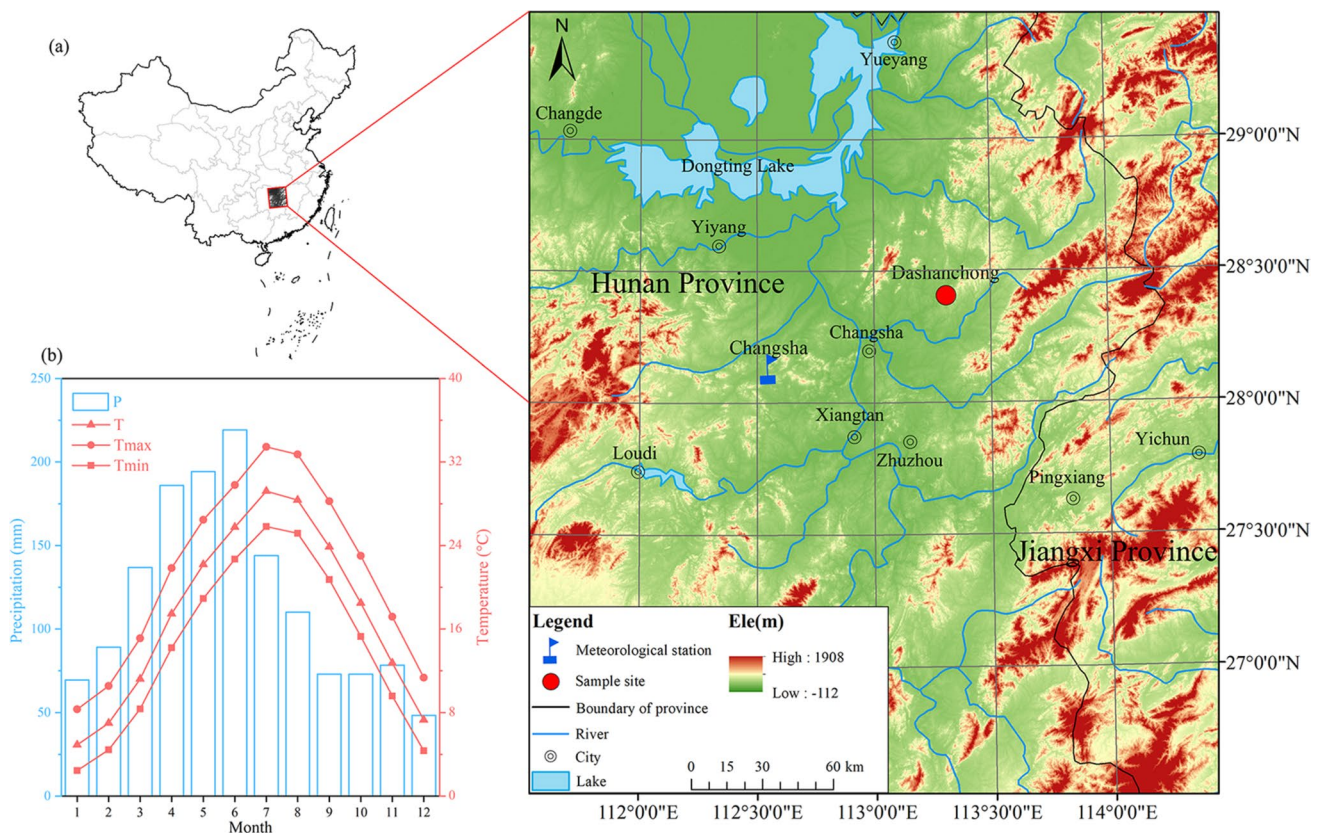 (a)
(b)
250
200
150
100
50
0
Precipitation (mm)
P
T
Tmax
Tmin
40
32
24
16
8
0
Temperature (°C)
1 2 3 4 5 6 7 8 9 10 11 12
Month
Yueyang
Changde
Dongting Lake
Yiyang
Hunan Province
Dashanchong
Changsha
Changsha
Xiangtan
Loudi
Zhuzhou
Yichun
Pingxiang
Jiangxi Province
29°0'0"N
28°30'0"N
28°0'0"N
27°30'0"N
27°0'0"N
Legend
Meteorological station
Sample site
Boundary of province
River
City
Lake
Ele(m)
High : 1908
Low : -112
0 15 30 60 km
112°0'0"E 112°30'0"E 113°0'0"E 113°30'0"E 114°0'0"E